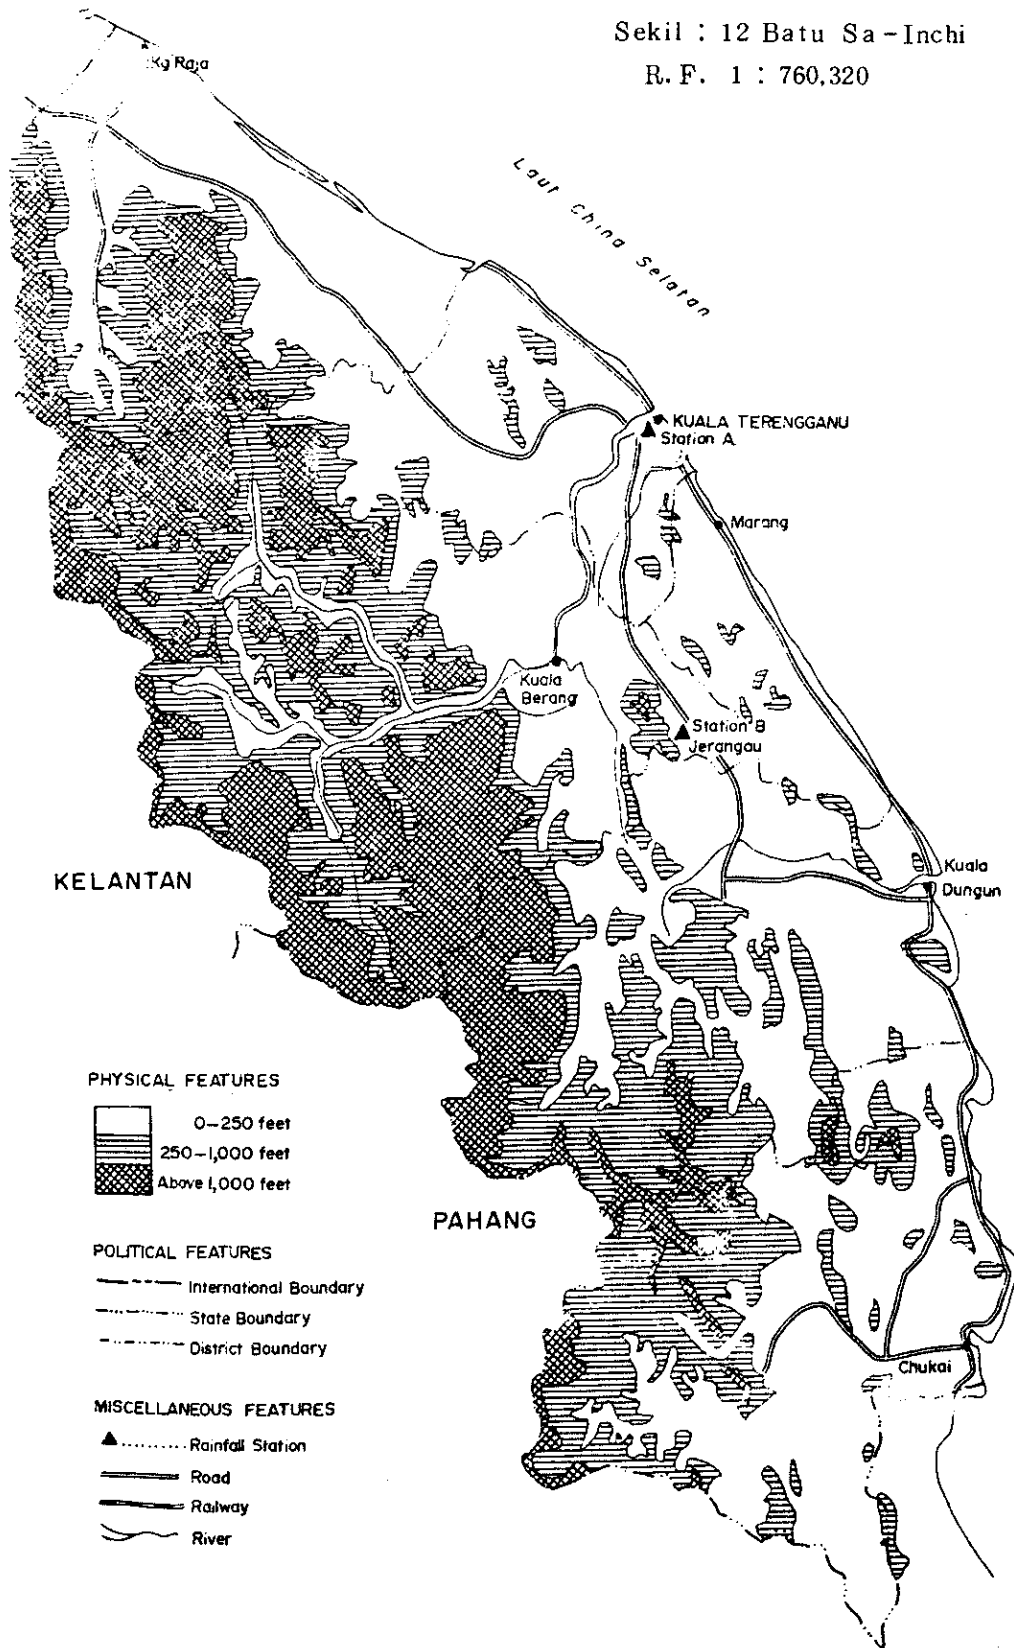 Sekil : 12 Batu Sa-Inchi
R.F. 1 : 760,320
Kg Raja
Laut China Selatan
KUALA TERENGGANU
Station A
Marang
Kuala
Berang
Station B
Jerangau
KELANTAN
Kuala
Dungun
PHYSICAL FEATURES
0-250 feet
250-1,000 feet
Above 1,000 feet
PAHANG
POLITICAL FEATURES
International Boundary
State Boundary
District Boundary
Chukai
MISCELLANEOUS FEATURES
Rainfall Station
Road
Railway
River